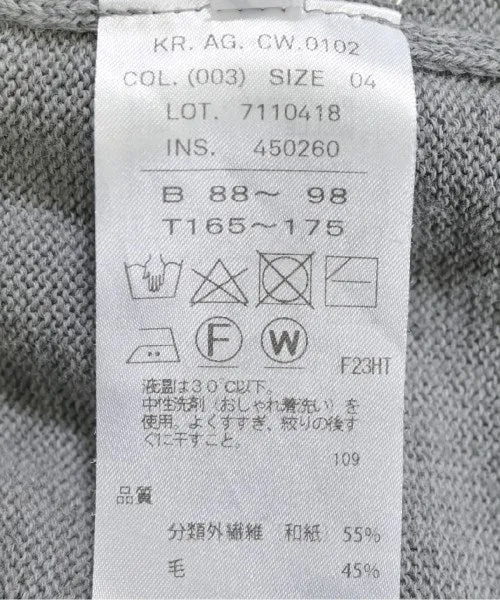 KR. AG. CW.0102
COL. (003) SIZE 04
LOT. 7110418
INS. 450260
B 88〜 98
T165〜175
F W
F23HT
液温は30℃以下。
中性洗剤（おしゃれ着洗い）を
使用。よくすすぎ、絞りの後す
ぐに干すこと。
109
品質
分類外繊維 （和紙） 55%
毛 45%